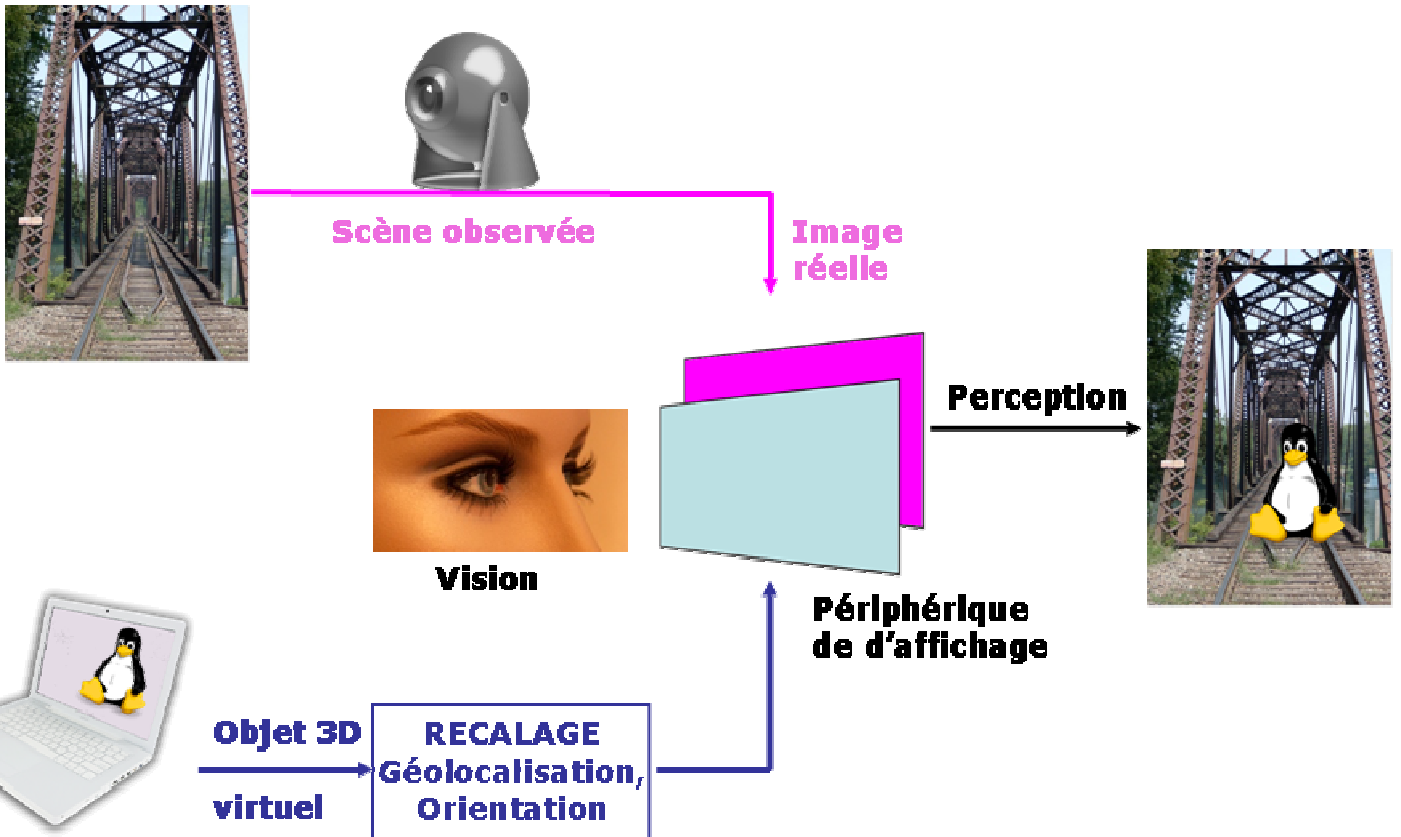 Scène observée
Image
réelle
Perception
Vision
Périphérique
de d'affichage
Objet 3D
virtuel
RECALAGE
Géolocalisation,
Orientation